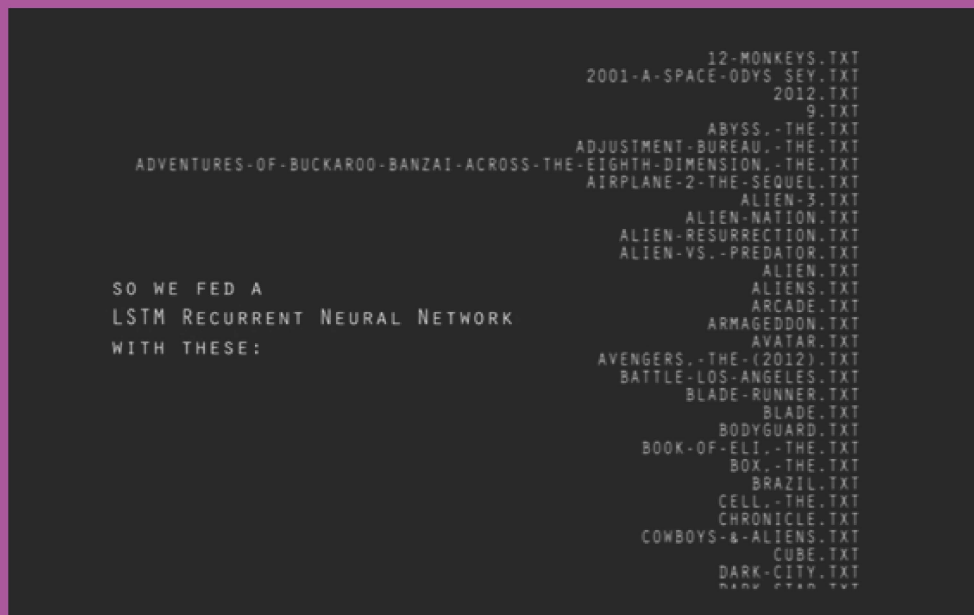 12-MONKEYS.TXT
2001-A-SPACE-ODYS SEY.TXT
2012.TXT
9.TXT
ABYSS,-THE.TXT
ADJUSTMENT-BUREAU,-THE.TXT
ADVENTURES-OF-BUCKAROO-BANZAI-ACROSS-THE-EIGHTH-DIMENSION,-THE.TXT
AIRPLANE-2-THE-SEQUEL.TXT
ALIEN-3.TXT
ALIEN-NATION.TXT
ALIEN-RESURRECTION.TXT
ALIEN-VS.-PREDATOR.TXT
ALIEN.TXT
ALIENS.TXT
ARCADE.TXT
ARMAGEDDON.TXT
AVATAR.TXT
AVENGERS,-THE-(2012).TXT
BATTLE-LOS-ANGELES.TXT
BLADE-RUNNER.TXT
BLADE.TXT
BODYGUARD.TXT
BOOK-OF-ELI,-THE.TXT
BOX,-THE.TXT
BRAZIL.TXT
CELL,-THE.TXT
CHRONICLE.TXT
COWBOYS-&-ALIENS.TXT
CUBE.TXT
DARK-CITY.TXT
DARK-STAR.TXT
SO WE FED A
LSTM RECURRENT NEURAL NETWORK
WITH THESE: